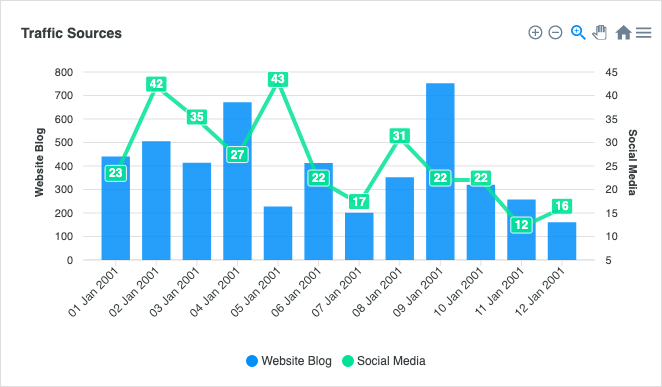 Traffic Sources
800
700
600
500
400
300
200
100
0
Website Blog
45
40
35
30
25
20
15
10
5
Social Media
23
42
35
27
43
22
17
31
22
22
12
16
01 Jan 2001
02 Jan 2001
03 Jan 2001
04 Jan 2001
05 Jan 2001
06 Jan 2001
07 Jan 2001
08 Jan 2001
09 Jan 2001
10 Jan 2001
11 Jan 2001
12 Jan 2001
Website Blog Social Media